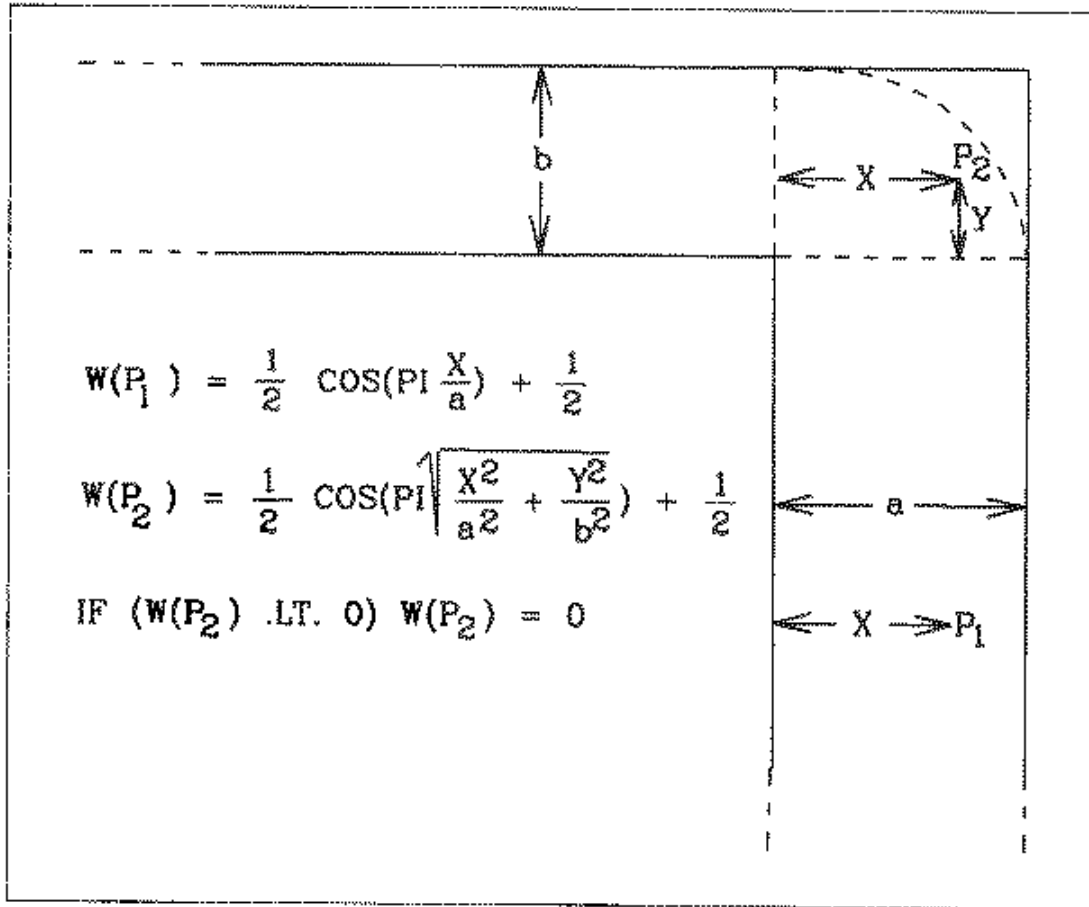 b
X
P2
Y
W(P1) = 1/2 COS(PI X/a) + 1/2
W(P2) = 1/2 COS(PI√(X²/a² + Y²/b²)) + 1/2
a
IF (W(P2) .LT. 0) W(P2) = 0
X
P1